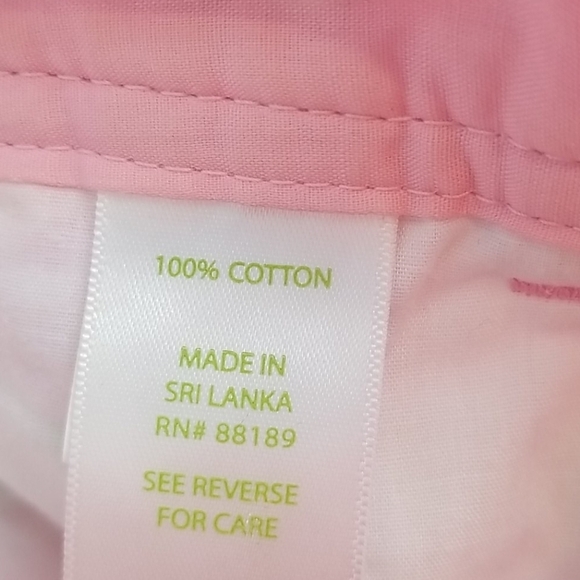 100% COTTON
MADE IN
SRI LANKA
RN# 88189
SEE REVERSE
FOR CARE